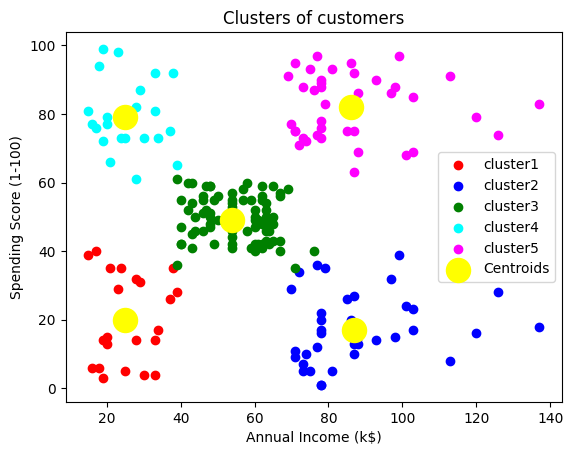 Clusters of customers
100
80
60
40
20
0
Spending Score (1-100)
cluster1
cluster2
cluster3
cluster4
cluster5
Centroids
20 40 60 80 100 120 140
Annual Income (k$)